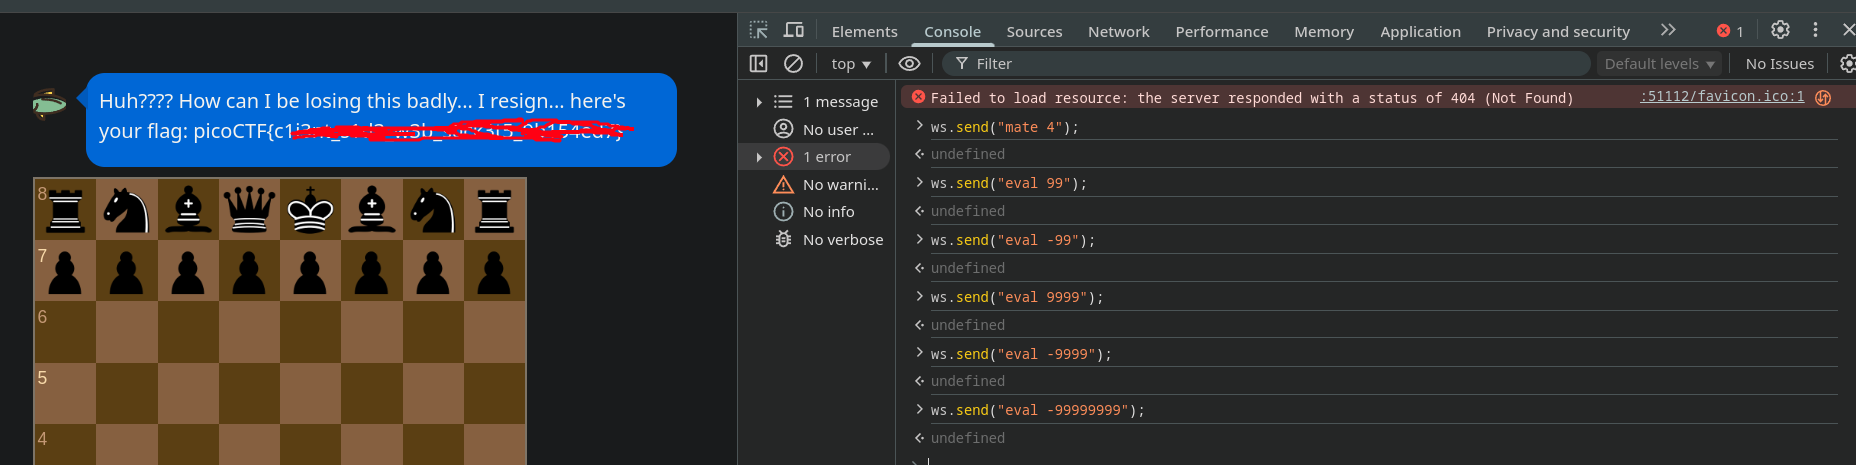 Elements Console Sources Network Performance Memory Application Privacy and security 1
top Filter Default levels No Issues
Huh???? How can I be losing this badly... I resign... here's
your flag: picoCTF{c1
8
7
6
5
4
1 message
No user ...
1 error
No warni...
No info
No verbose
Failed to load resource: the server responded with a status of 404 (Not Found) :51112/favicon.ico:1
ws.send("mate 4");
undefined
ws.send("eval 99");
undefined
ws.send("eval -99");
undefined
ws.send("eval 9999");
undefined
ws.send("eval -9999");
undefined
ws.send("eval -99999999");
undefined